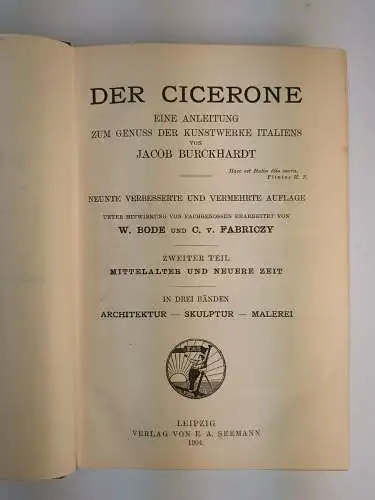 DER CICERONE
EINE ANLEITUNG
ZUM GENUSS DER KUNSTWERKE ITALIENS
VON
JACOB BURCKHARDT
Haec est Italia diis sacra.
Plinius H. N.
NEUNTE VERBESSERTE UND VERMEHRTE AUFLAGE
UNTER MITWIRKUNG VON FACHGENOSSEN BEARBEITET VON
W. BODE UND C. v. FABRICZY
ZWEITER TEIL
MITTELALTER UND NEUERE ZEIT
IN DREI BÄNDEN
ARCHITEKTUR — SKULPTUR — MALEREI
LEIPZIG
VERLAG VON E. A. SEEMANN
1904.